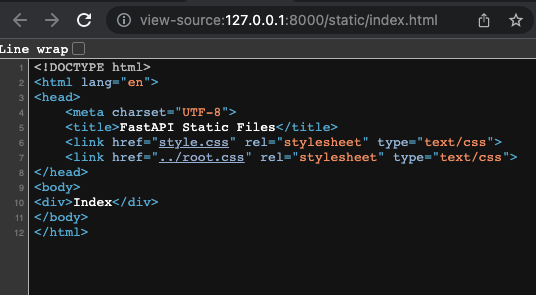 view-source:127.0.0.1:8000/static/index.html
Line wrap
1 <!DOCTYPE html>
2 <html lang="en">
3 <head>
4     <meta charset="UTF-8">
5     <title>FastAPI Static Files</title>
6     <link href="style.css" rel="stylesheet" type="text/css">
7     <link href="../root.css" rel="stylesheet" type="text/css">
8 </head>
9 <body>
10 <div>Index</div>
11 </body>
12 </html>